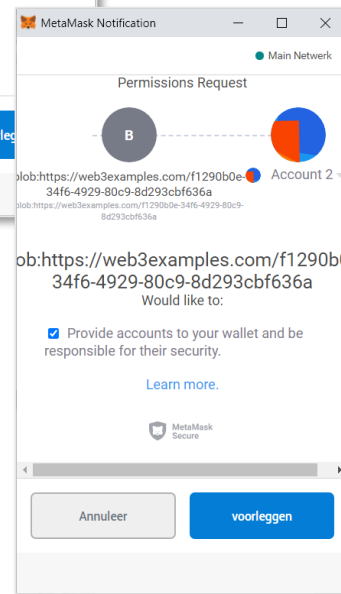 MetaMask Notification
Main Netwerk
Permissions Request
B
blob:https://web3examples.com/f1290b0e-
34f6-4929-80c9-8d293cbf636a
blob:https://web3examples.com/f1290b0e-34f6-4929-80c9-
8d293cbf636a
Account 2
ob:https://web3examples.com/f1290b0
34f6-4929-80c9-8d293cbf636a
Would like to:
Provide accounts to your wallet and be
responsible for their security.
Learn more.
MetaMask
Secure
Annuleer
voorleggen